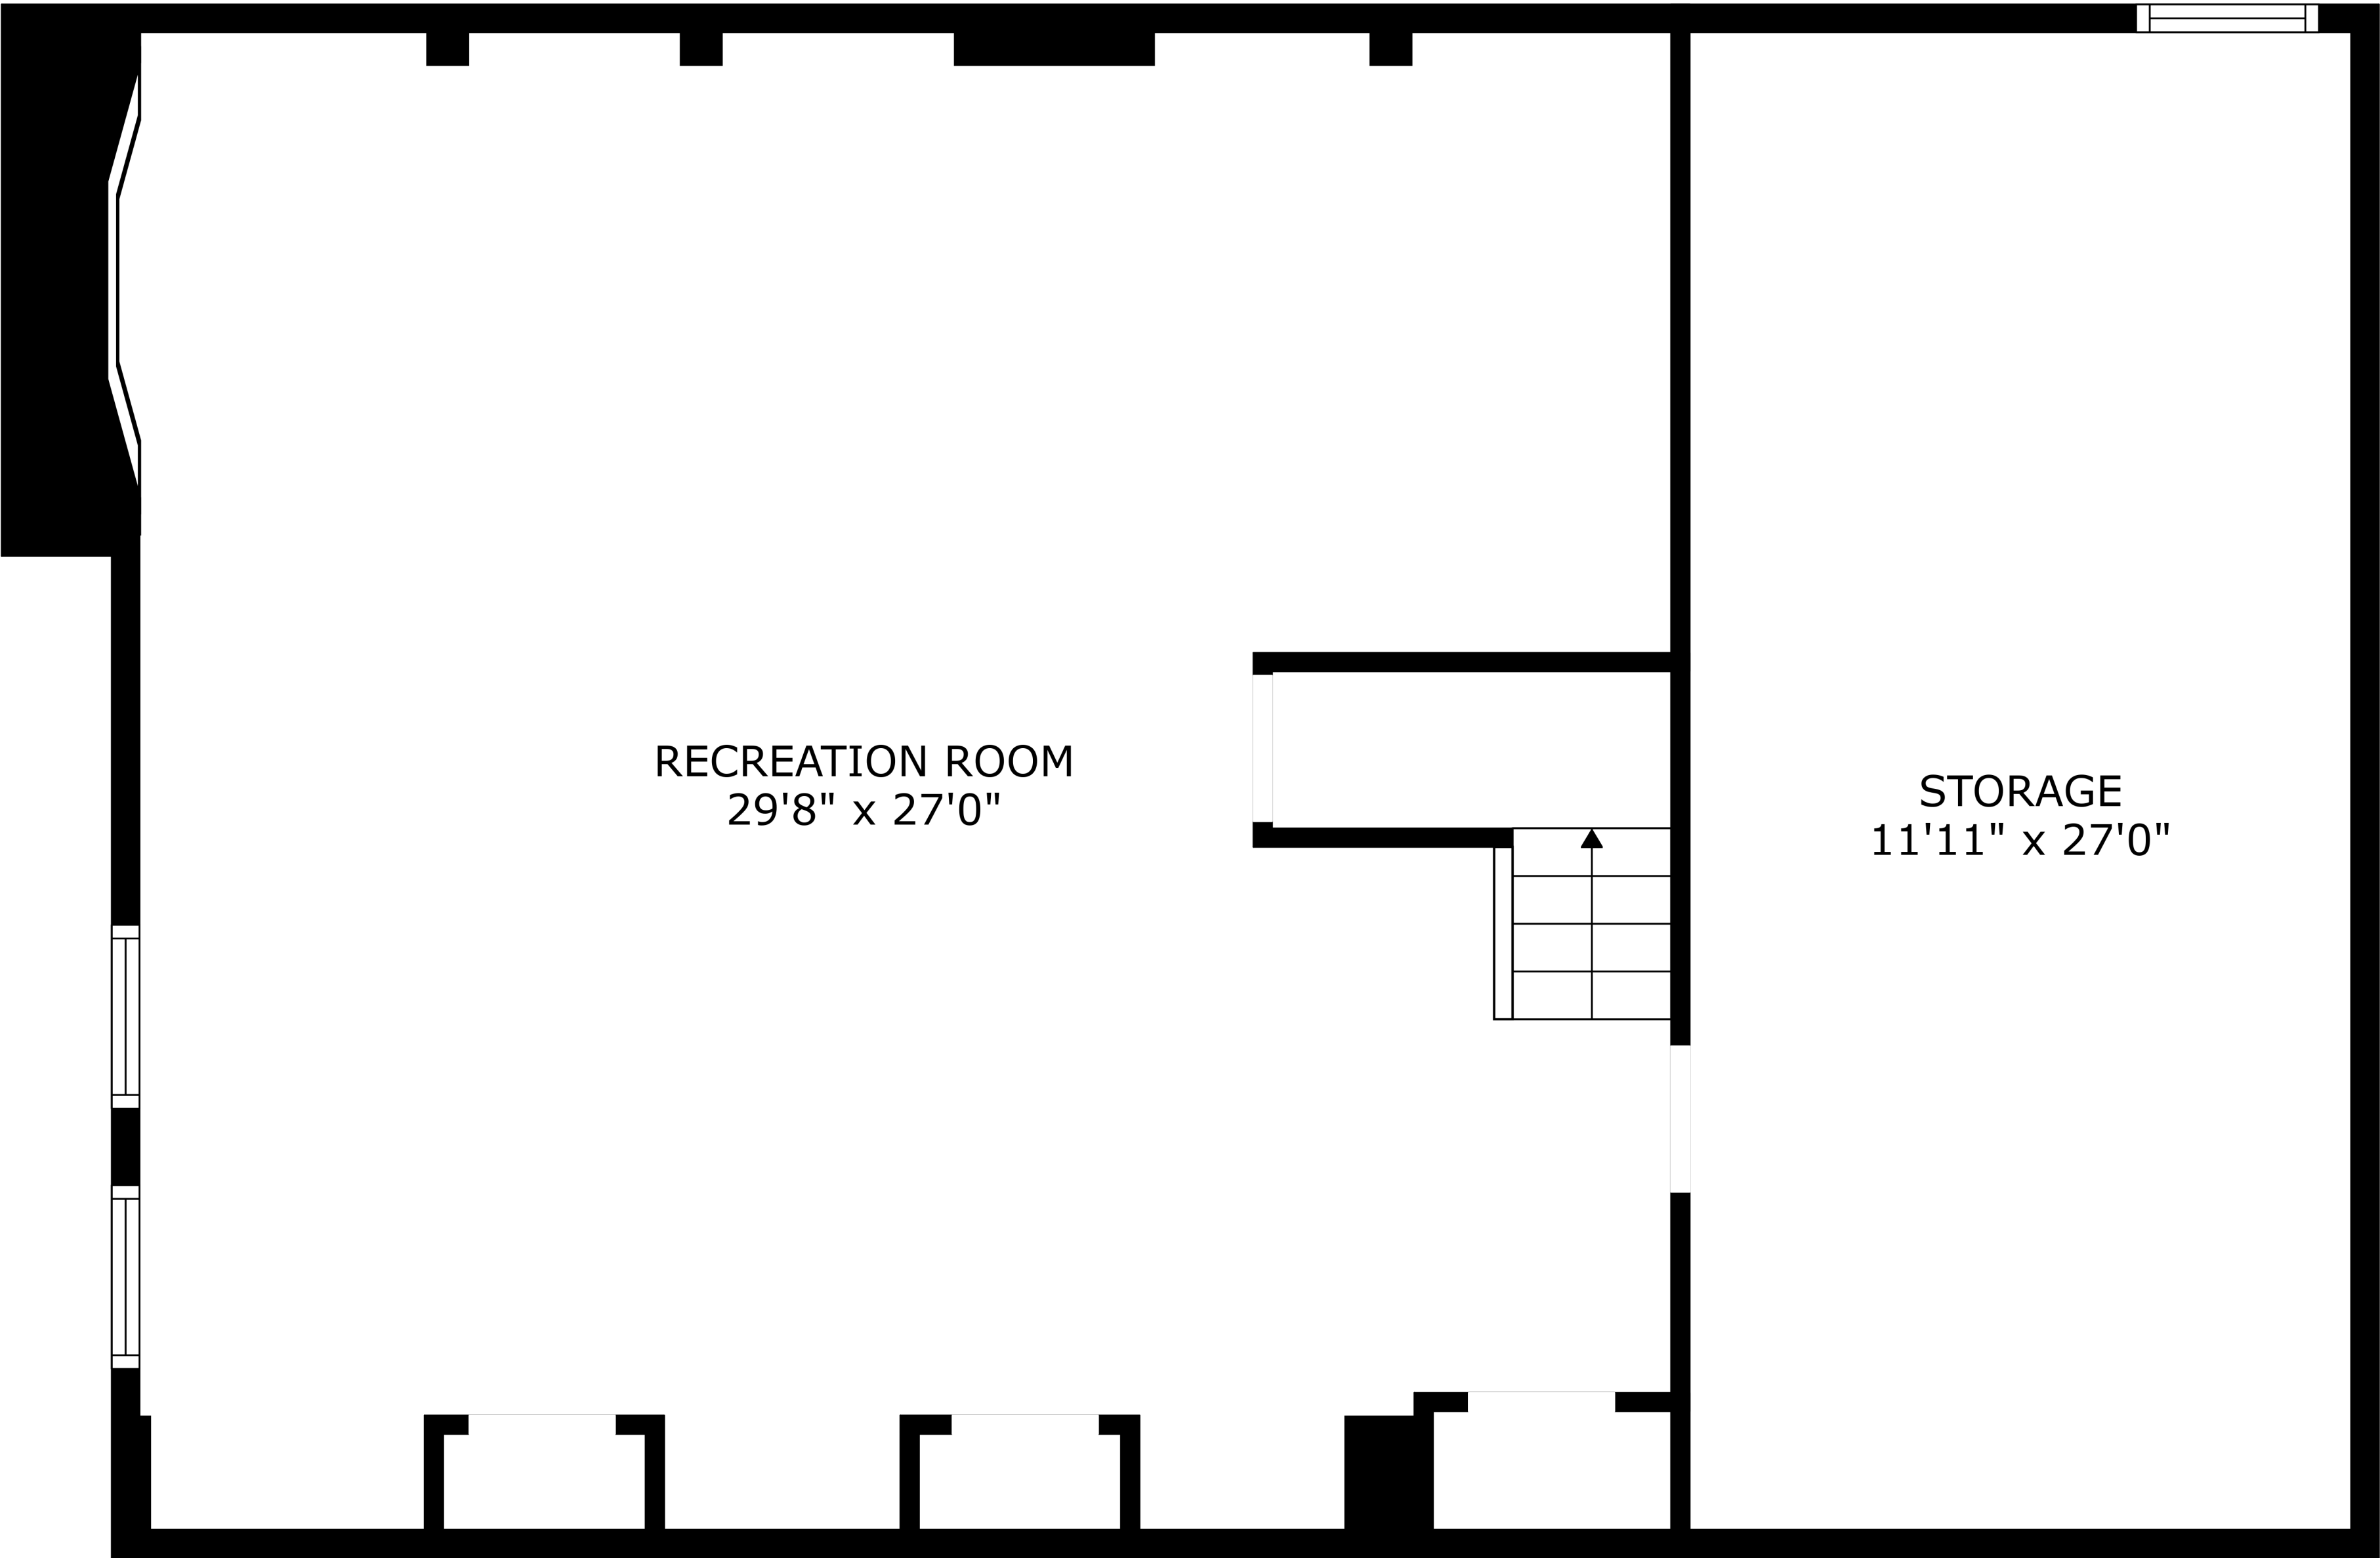 RECREATION ROOM
29'8" x 27'0"
STORAGE
11'11" x 27'0"